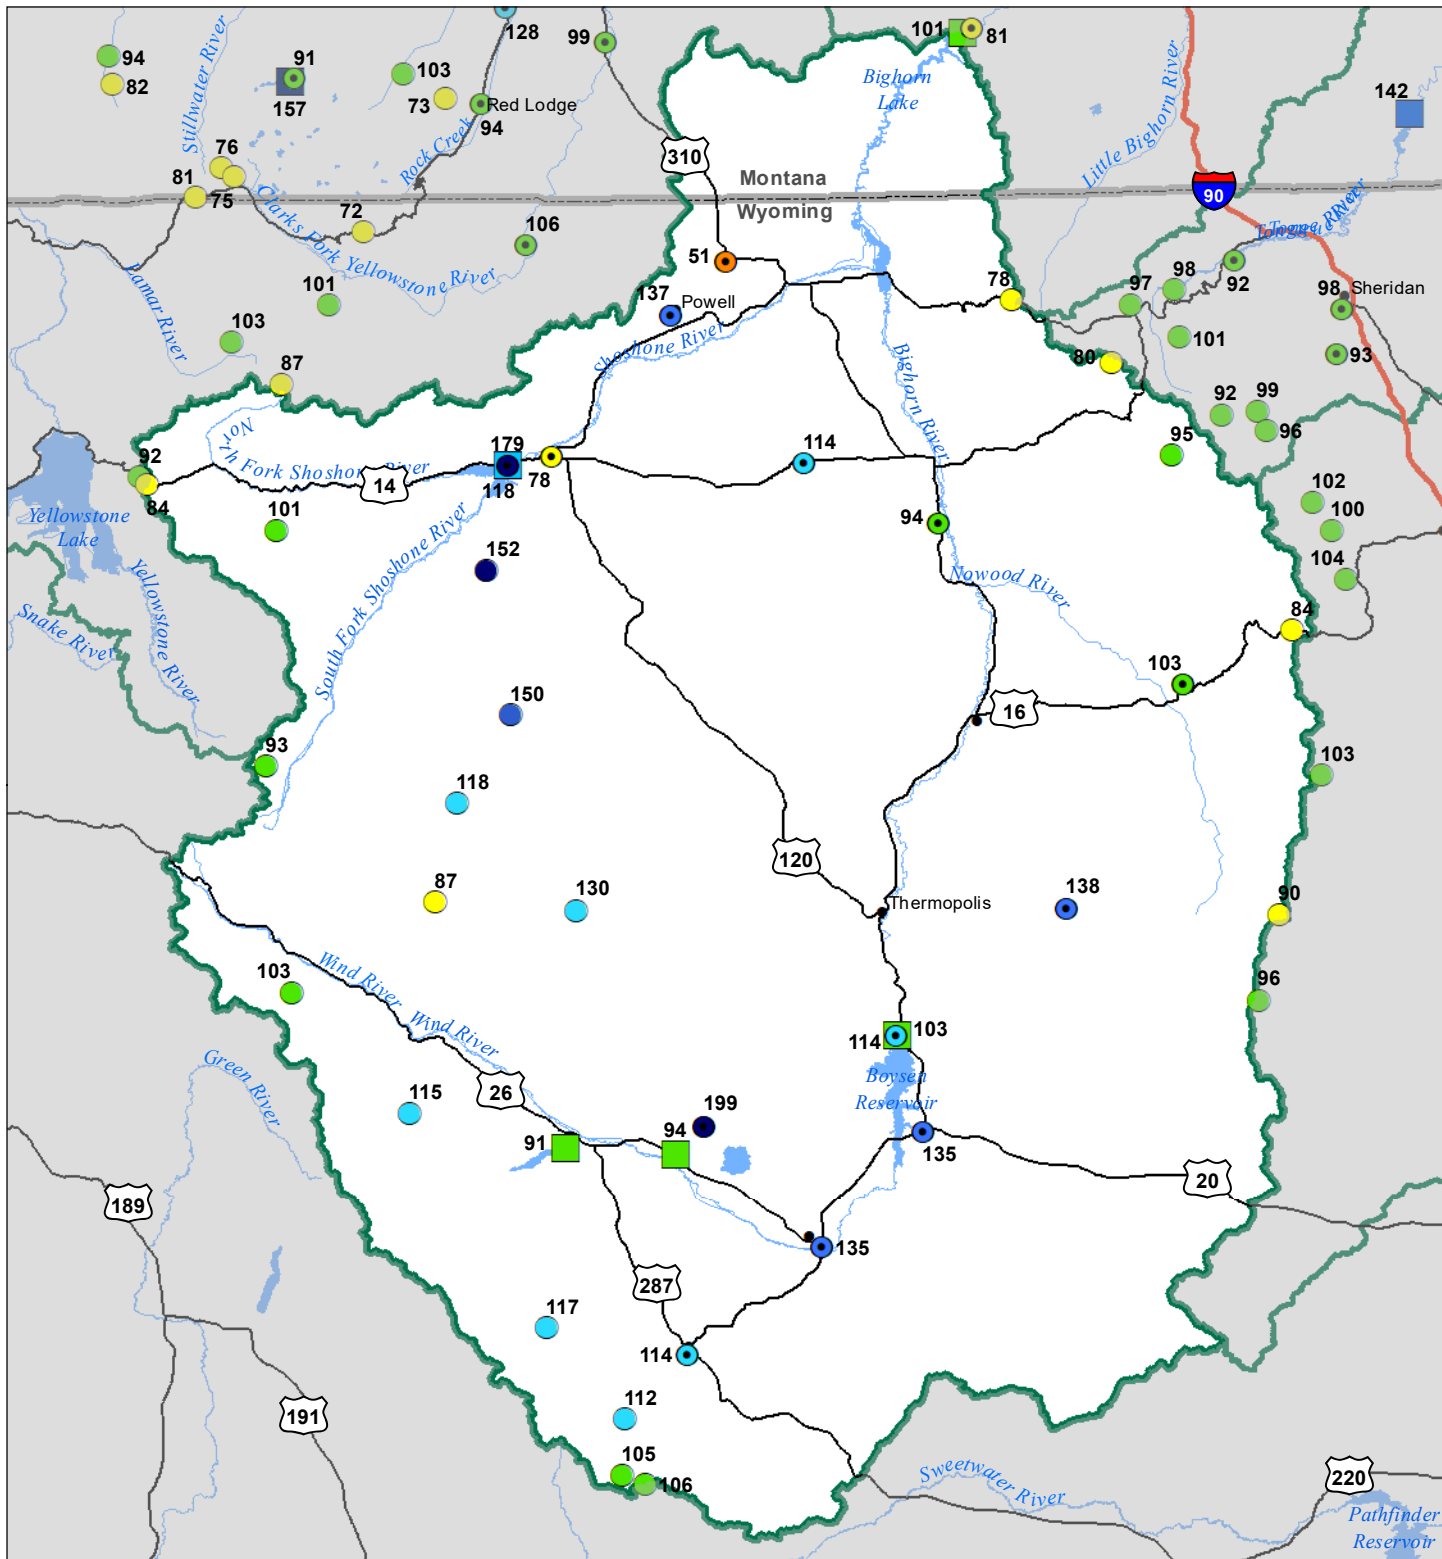 128
99
101
81
94
82
91
157
103
73
Red Lodge
94
Stillwater River
Rock Creek
Bighorn
Lake
Little Bighorn River
142
310
Montana
Wyoming
90
76
81
75
72
Clarks Fork Yellowstone River
106
51
137
Powell
78
97
98
92
98
Sheridan
101
93
Lamar River
101
103
87
Shoshone River
Bighorn River
80
92
99
96
95
North Fork Shoshone River
92
84
14
179
118
78
114
101
94
102
100
104
Yellowstone
Lake
Yellowstone River
Snake River
South Fork Shoshone River
152
Nowood River
84
103
150
16
93
103
118
120
87
130
Thermopolis
138
90
103
Wind River
Wind River
96
114
103
Boysen
Reservoir
Green River
115
26
199
91
94
135
20
189
135
287
117
114
191
112
105
106
Sweetwater River
220
Pathfinder
Reservoir